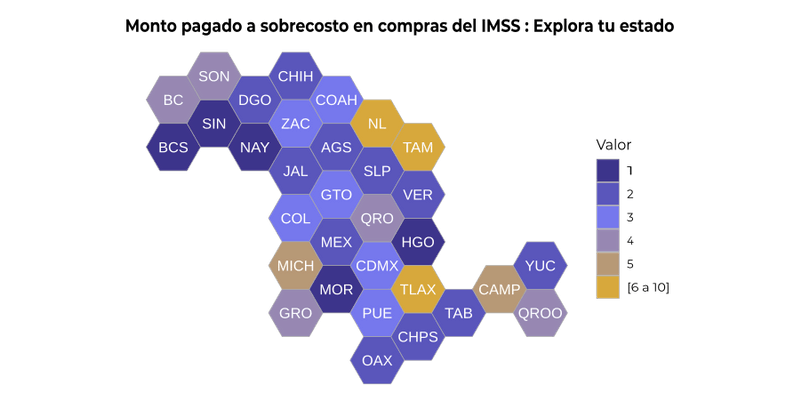 Monto pagado a sobrecosto en compras del IMSS : Explora tu estado
SON
CHIH
BC
DGO
COAH
SIN
ZAC
NL
BCS
NAY
AGS
TAM
JAL
SLP
GTO
VER
COL
QRO
MEX
HGO
MICH
CDMX
YUC
MOR
TLAX
CAMP
GRO
PUE
TAB
QROO
CHPS
OAX
Valor
1
2
3
4
5
[6 a 10]